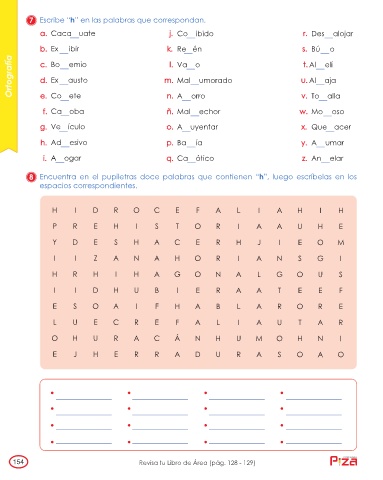 7 Escribe "h" en las palabras que correspondan.
a. Caca__uate j. Co__ibido r. Des__alojar
b. Ex__ibir k. Re__én s. Bú__o
c. Bo__emio l. Va__o t. Al__elí
d. Ex__austo m. Mal__umorado u. Al__aja
e. Co__ete n. A__orro v. To__alla
f. Ca__oba ñ. Mal__echor w. Mo__oso
g. Ve__ículo o. A__uyentar x. Que__acer
h. Ad__esivo p. Ba__ía y. A__umar
i. A__ogar q. Ca__ótico z. An__elar
Ortografía
8 Encuentra en el pupiletras doce palabras que contienen "h", luego escríbelas en los
espacios correspondientes.
H I D R O C E F A L I A H I H
P R E H I S T O R I A A U H E
Y D E S H A C E R H J I E O M
I I Z A N A H O R I A N S G I
H R H I H A G O N A L G O U S
I I D H U B I E R A A T E E F
E S O A I F H A B L A R O R E
L U E C R E F A L I A U T A R
O H U R A C Á N H U M O H N I
E J H E R R A D U R A S O A O
154
Revisa tu Libro de Área (pág. 128 - 129)